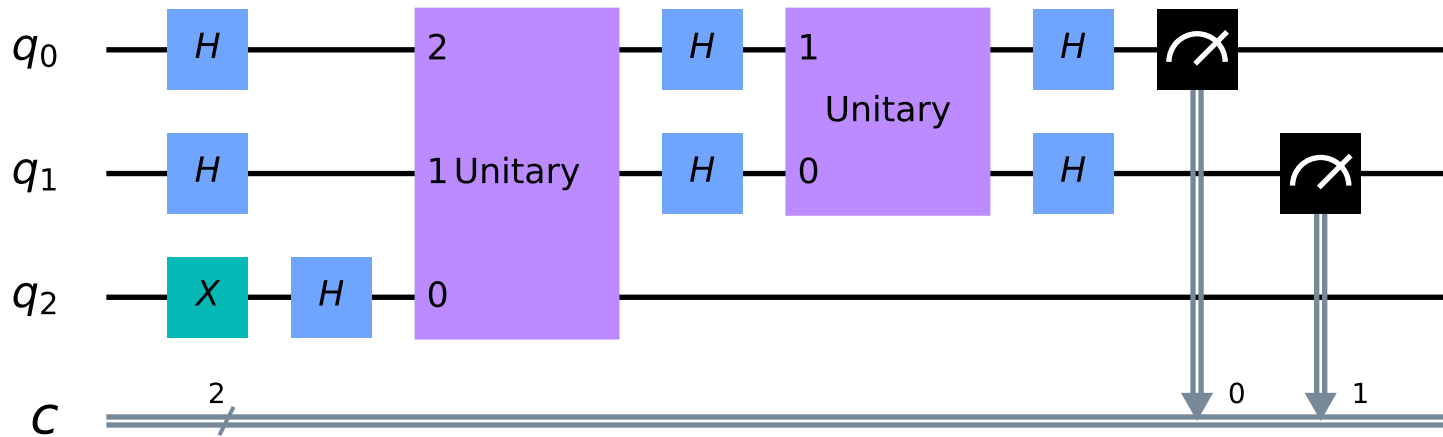 q0 H 2 H 1 H
Unitary
q1 H 1 Unitary H 0 H
q2 X H 0
2 0 1
c